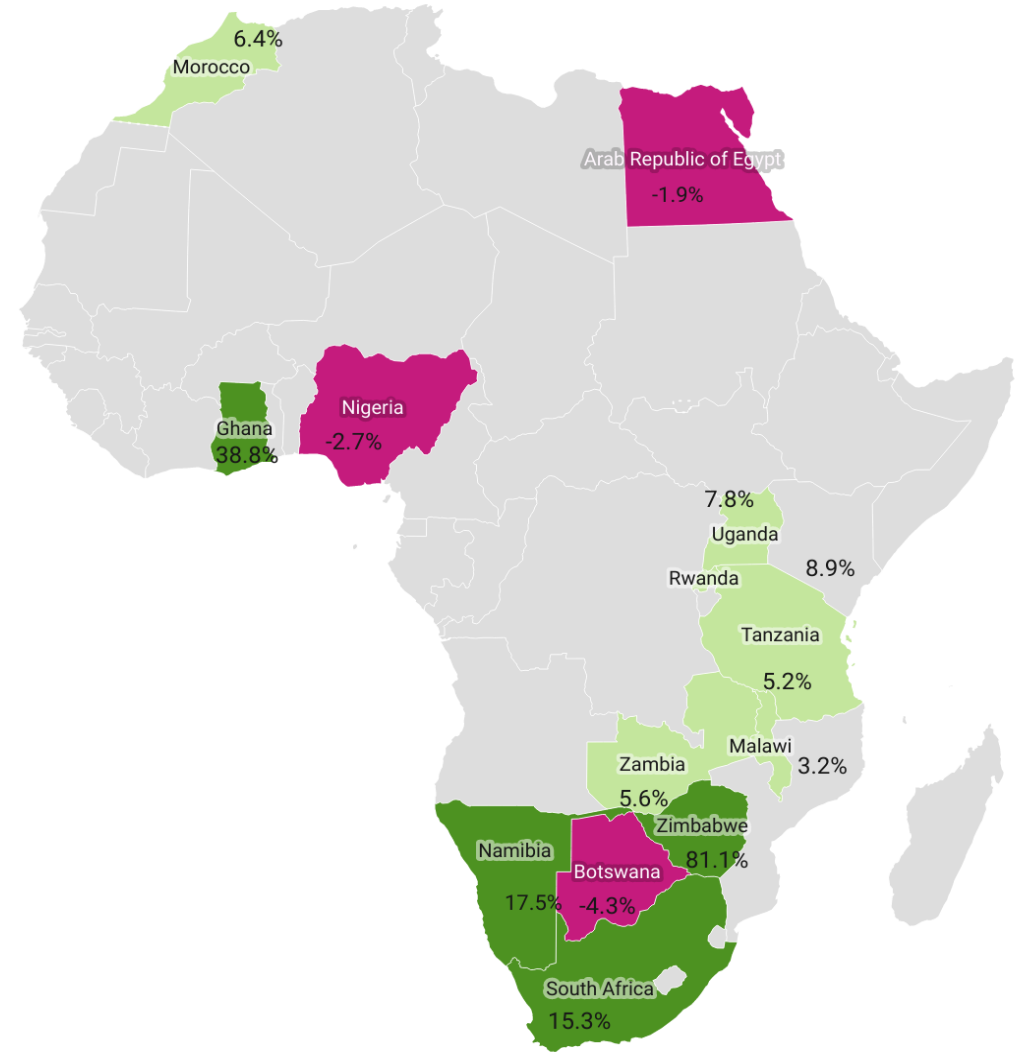 6.4%
Morocco
Arab Republic of Egypt
-1.9%
Nigeria
-2.7%
Ghana
38.8%
7.8%
Uganda
8.9%
Rwanda
Tanzania
5.2%
Malawi
3.2%
Zambia
5.6%
Zimbabwe
81.1%
Namibia
17.5%
Botswana
-4.3%
South Africa
15.3%